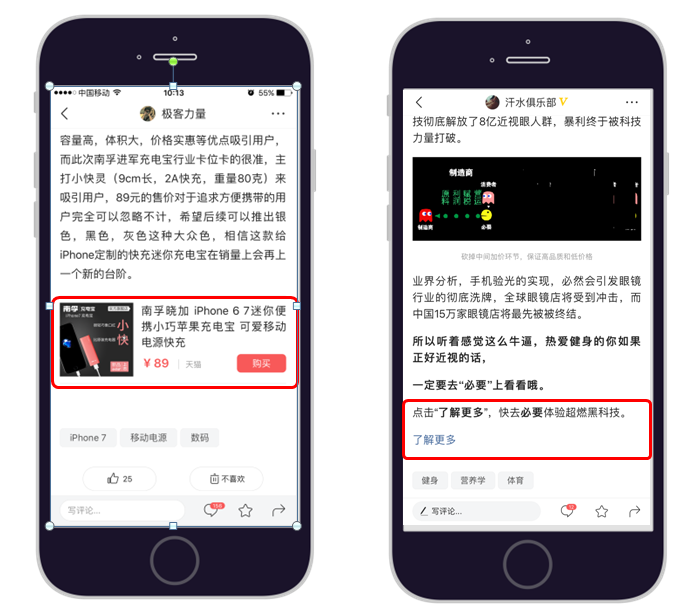 中国移动
10:13
55%
极客力量
容量高，体积大，价格实惠等优点吸引用户，
而此次南孚进军充电宝行业卡位卡的很准，主
打小快灵（9cm长，2A快充，重量80克）来
吸引用户，89元的售价对于追求方便携带的用
户完全可以忽略不计，希望后续可以推出银
色，黑色，灰色这种大众色，相信这款给
iPhone定制的快充迷你充电宝在销量上会再上
一个新的台阶。
南孚 充电宝
iPhone7 充电宝
小
快
南孚晓加 iPhone 6 7迷你便
携小巧苹果充电宝 可爱移动
电源快充
￥89
天猫
购买
iPhone 7
移动电源
数码
25
不喜欢
写评论...
158
汗水俱乐部
技彻底解放了8亿近视眼人群，暴利终于被科技
力量打破。
制造商
消费者
制造商
必要
砍掉中间加价环节，保证高品质和低价格
业界分析，手机验光的实现，必然会引发眼镜
行业的彻底洗牌，全球眼镜店将受到冲击，而
中国15万家眼镜店将最先被被终结。
所以听着感觉这么牛逼，热爱健身的你如果
正好近视的话，
一定要去“必要”上看看哦。
点击“了解更多”，快去必要体验超燃黑科技。
了解更多
健身
营养学
体育
写评论...